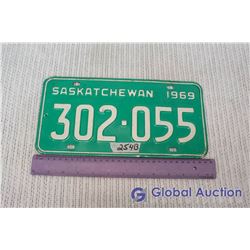 SASKATCHEWAN 1969
302·055
254B
Global Auction